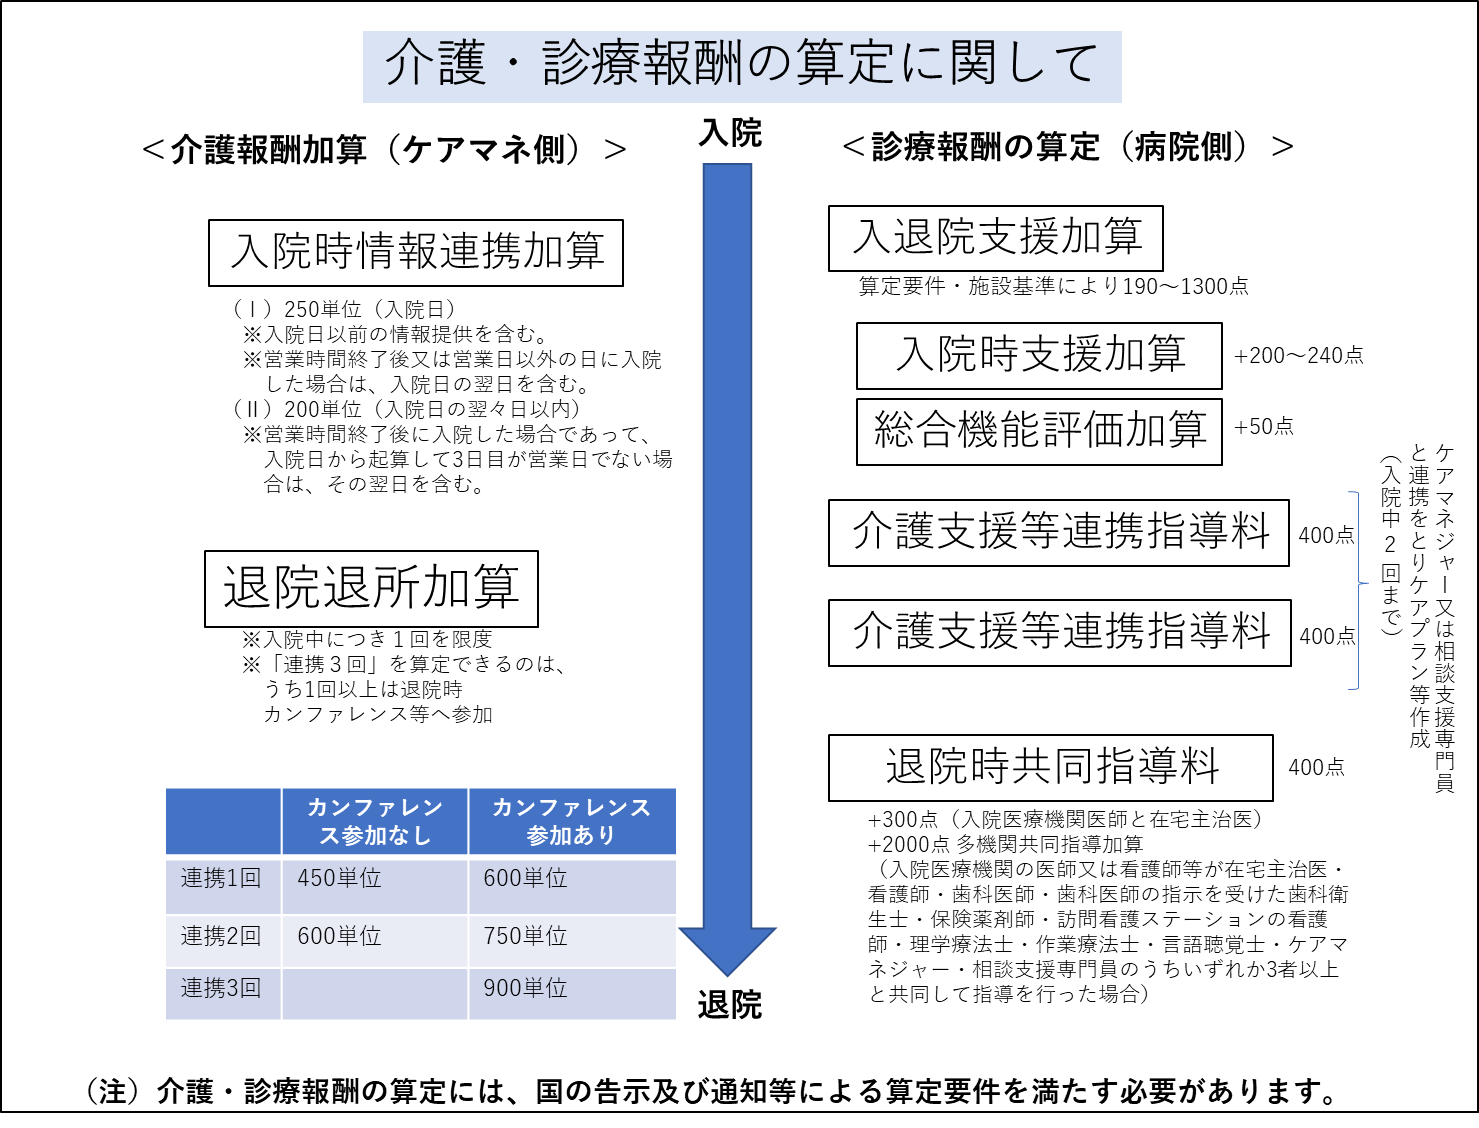 介護・診療報酬の算定に関して
＜介護報酬加算（ケアマネ側）＞
入院時情報連携加算
（Ⅰ）250単位（入院日）
※入院日以前の情報提供を含む。
※営業時間終了後又は営業日以外の日に入院
した場合は、入院日の翌日を含む。
（Ⅱ）200単位（入院日の翌々日以内）
※営業時間終了後に入院した場合であって、
入院日から起算して3日目が営業日でない場
合は、その翌日を含む。
退院退所加算
※入院中につき１回を限度
※「連携３回」を算定できるのは、
うち1回以上は退院時
カンファレンス等へ参加
カンファレン
ス参加なし
カンファレンス
参加あり
連携1回 450単位 600単位
連携2回 600単位 750単位
連携3回 900単位
入院
退院
＜診療報酬の算定（病院側）＞
入退院支援加算
算定要件・施設基準により190～1300点
入院時支援加算 +200～240点
総合機能評価加算 +50点
介護支援等連携指導料 400点
介護支援等連携指導料 400点
ケアマネジャー又は相談支援専門員
と連携をとりケアプラン等作成
（入院中２回まで）
退院時共同指導料 400点
+300点（入院医療機関医師と在宅主治医）
+2000点 多機関共同指導加算
（入院医療機関の医師又は看護師等が在宅主治医・
看護師・歯科医師・歯科医師の指示を受けた歯科衛
生士・保険薬剤師・訪問看護ステーションの看護
師・理学療法士・作業療法士・言語聴覚士・ケアマ
ネジャー・相談支援専門員のうちいずれか3者以上
と共同して指導を行った場合）
（注）介護・診療報酬の算定には、国の告示及び通知等による算定要件を満たす必要があります。